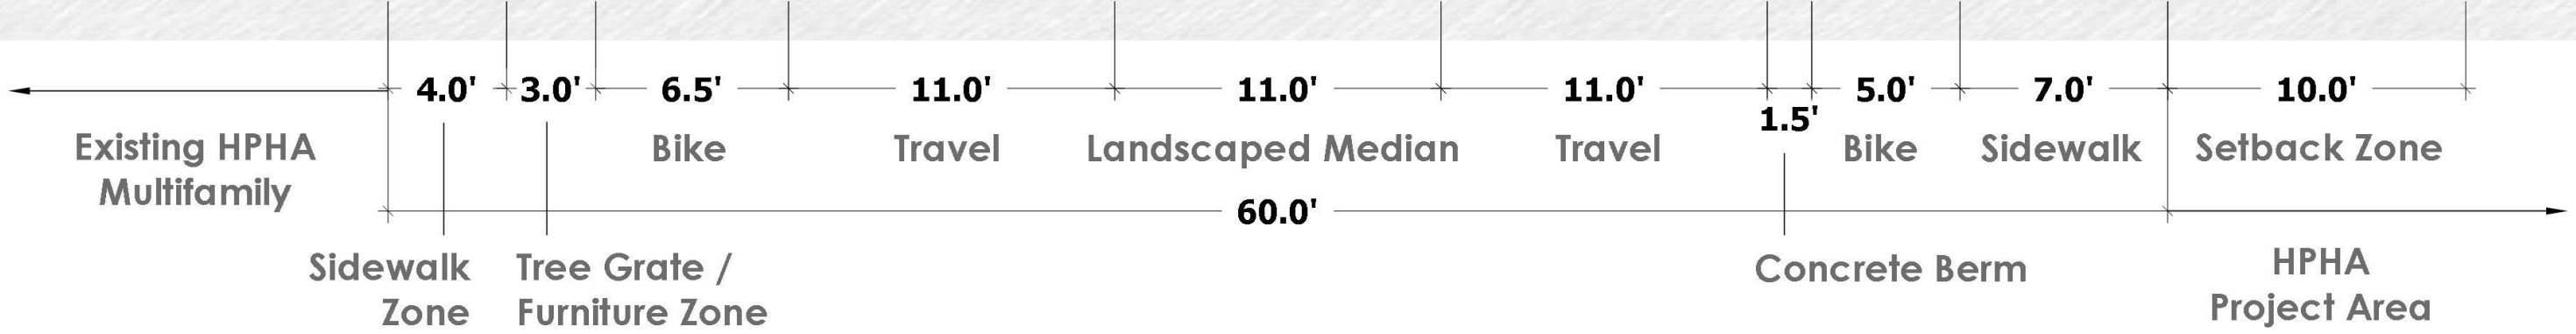 4.0' 3.0' 6.5' 11.0' 11.0' 11.0' 1.5' 5.0' 7.0' 10.0'
Existing HPHA
Multifamily
Bike
Travel
Landscaped Median
Travel
Bike
Sidewalk
Setback Zone
60.0'
Sidewalk
Zone
Tree Grate /
Furniture Zone
Concrete Berm
HPHA
Project Area